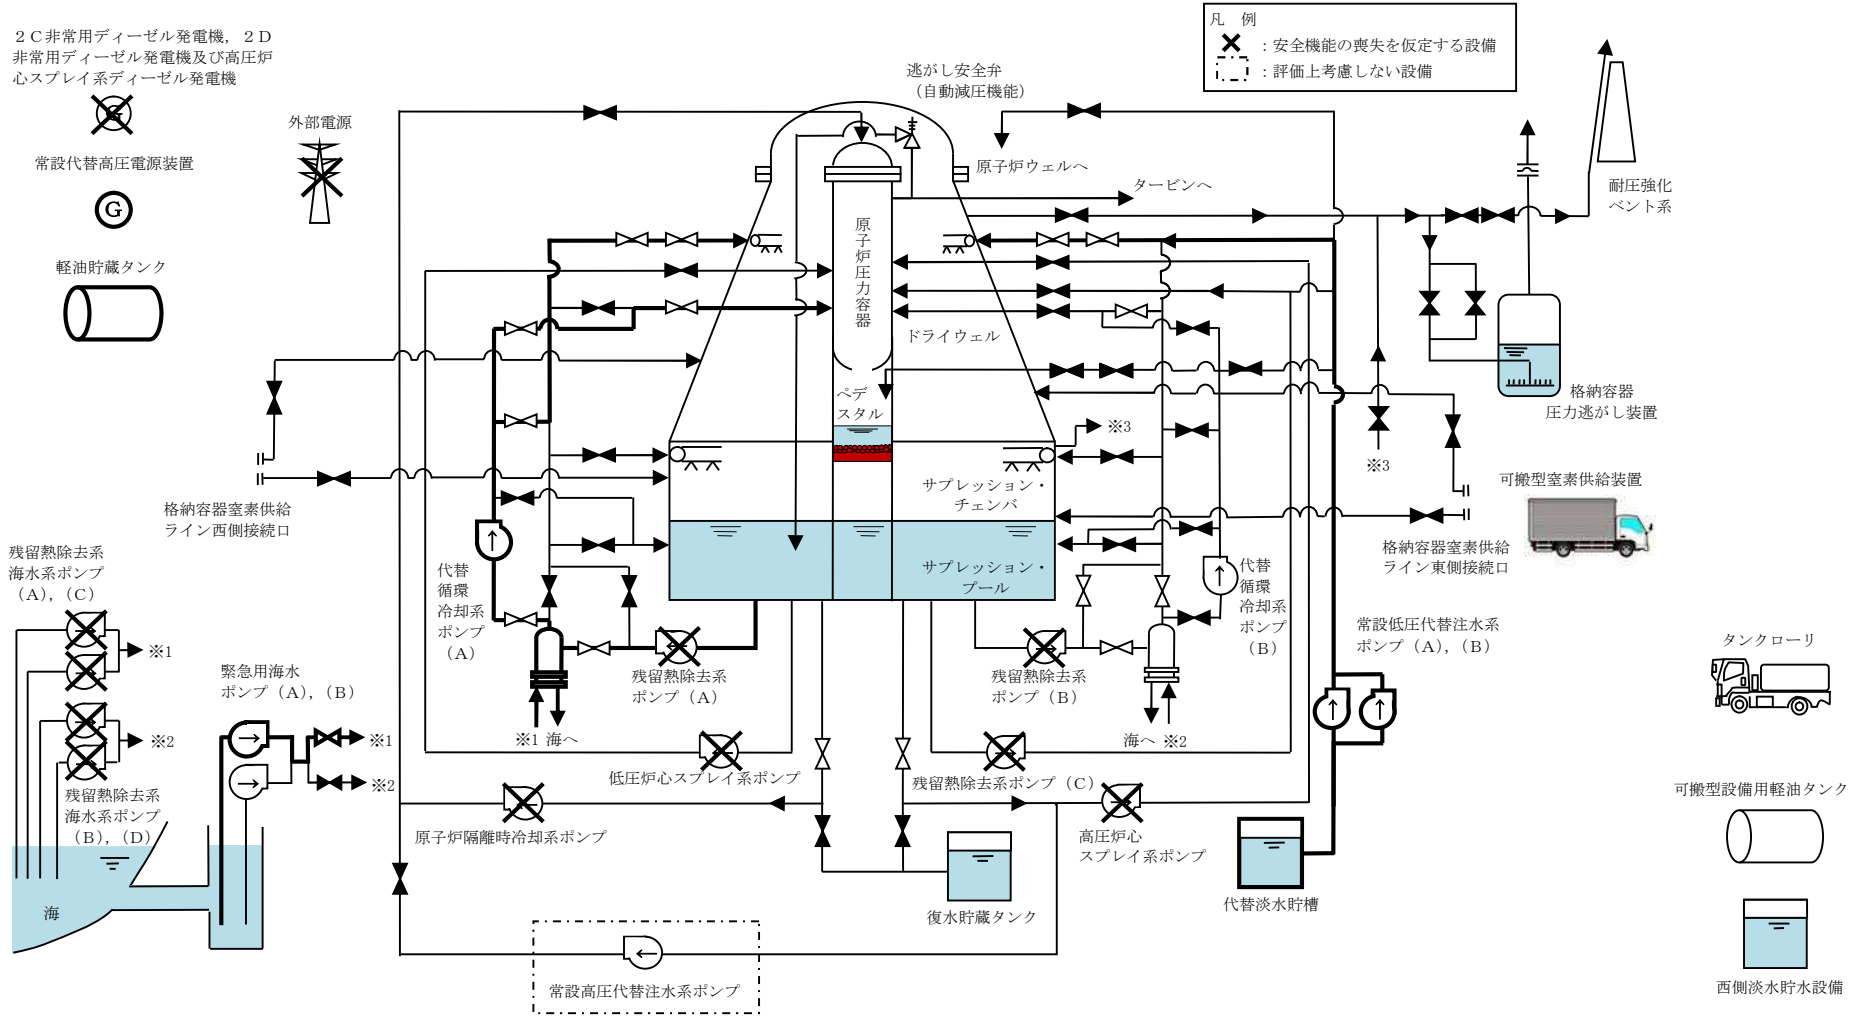 凡　例
：安全機能の喪失を仮定する設備
：評価上考慮しない設備
２Ｃ非常用ディーゼル発電機，２Ｄ
非常用ディーゼル発電機及び高圧炉
心スプレイ系ディーゼル発電機
G
常設代替高圧電源装置
G
軽油貯蔵タンク
外部電源
逃がし安全弁
（自動減圧機能）
原子炉ウェルへ
タービンへ
耐圧強化
ベント系
原子炉圧力容器
ドライウェル
ペデ
スタル
※3
※3
格納容器
圧力逃がし装置
サプレッション・
チェンバ
サプレッション・
プール
格納容器窒素供給
ライン西側接続口
可搬型窒素供給装置
格納容器窒素供給
ライン東側接続口
残留熱除去系
海水系ポンプ
（Ａ），（Ｃ）
※1
※2
残留熱除去系
海水系ポンプ
（Ｂ），（Ｄ）
緊急用海水
ポンプ（Ａ），（Ｂ）
※1
※2
海
代替
循環
冷却系
ポンプ
（Ａ）
残留熱除去系
ポンプ（Ａ）
※1 海へ
代替
循環
冷却系
ポンプ
（Ｂ）
残留熱除去系
ポンプ（Ｂ）
海へ ※2
常設低圧代替注水系
ポンプ（Ａ），（Ｂ）
タンクローリ
低圧炉心スプレイ系ポンプ
残留熱除去系ポンプ（Ｃ）
原子炉隔離時冷却系ポンプ
高圧炉心
スプレイ系ポンプ
可搬型設備用軽油タンク
復水貯蔵タンク
代替淡水貯槽
常設高圧代替注水系ポンプ
西側淡水貯水設備